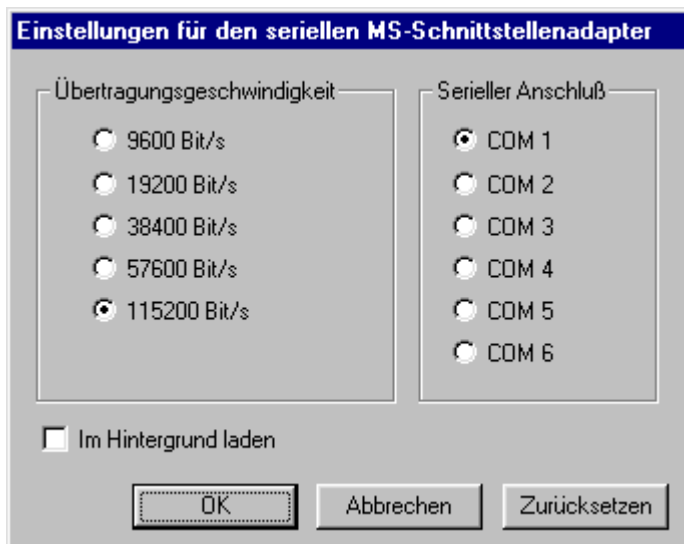 Einstellungen für den seriellen MS-Schnittstellenadapter
Übertragungsgeschwindigkeit
9600 Bit/s
19200 Bit/s
38400 Bit/s
57600 Bit/s
115200 Bit/s
Serieller Anschluß
COM 1
COM 2
COM 3
COM 4
COM 5
COM 6
Im Hintergrund laden
OK
Abbrechen
Zurücksetzen